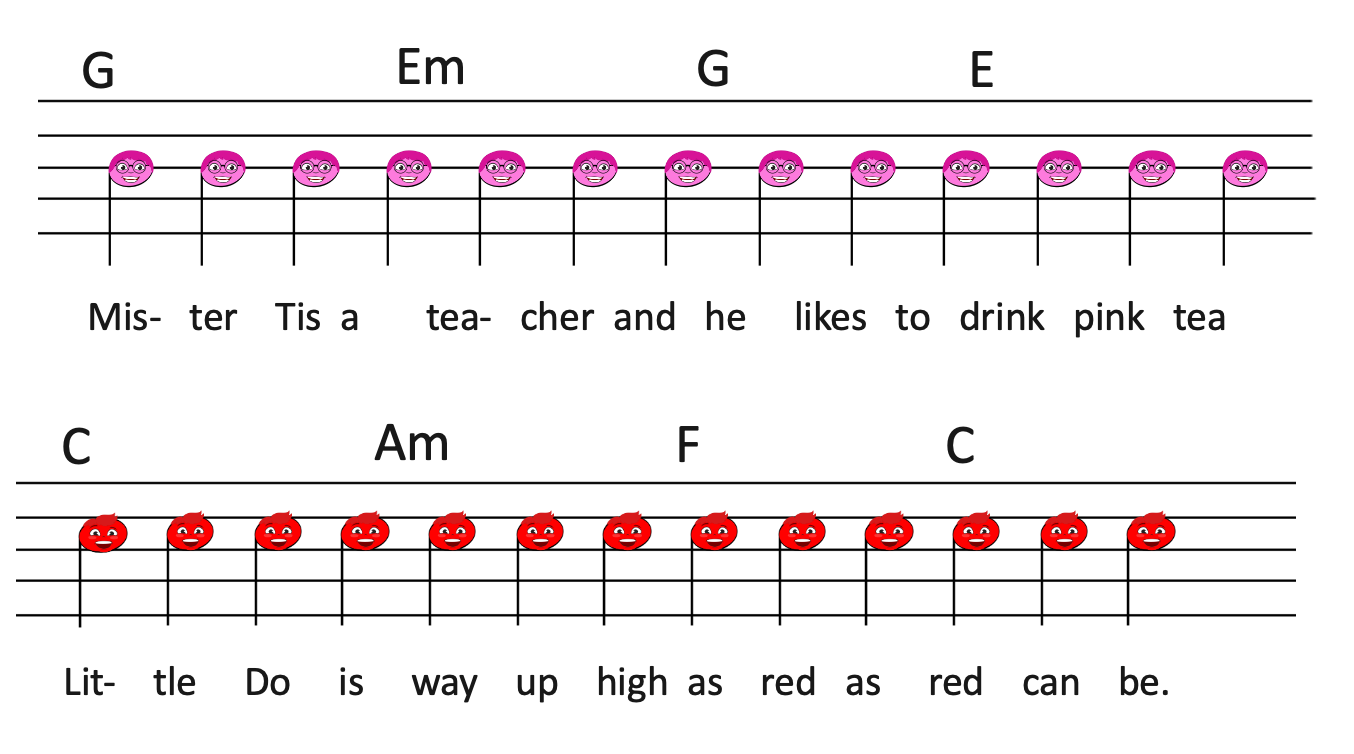 G Em G E
Mis- ter Tis a tea- cher and he likes to drink pink tea
C Am F C
Lit- tle Do is way up high as red as red can be.